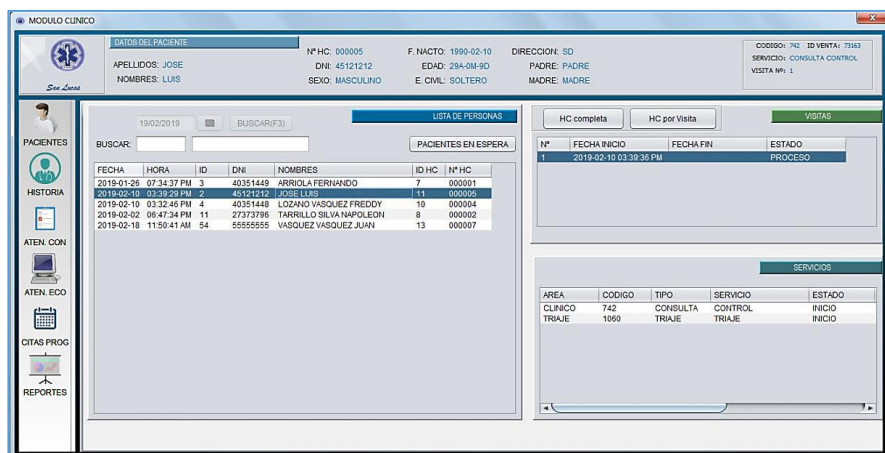 MODULO CLINICO
DATOS DEL PACIENTE
APELLIDOS: JOSE
NOMBRES: LUIS
N° HC: 000005
DNI: 45121212
SEXO: MASCULINO
F. NACTO: 1990-02-10
EDAD: 29A-0M-9D
E. CIVIL: SOLTERO
DIRECCION: SD
PADRE: PADRE
MADRE: MADRE
CODIGO: 742 ID VENTA: 73163
SERVICIO: CONSULTA CONTROL
VISITA Nº: 1
San Lucas
PACIENTES
HISTORIA
ATEN. CON
ATEN. ECO
CITAS PROG
REPORTES
LISTA DE PERSONAS
19/02/2019 BUSCAR(F3)
BUSCAR: PACIENTES EN ESPERA
FECHA HORA ID DNI NOMBRES ID HC N° HC
2019-01-26 07:34:37 PM 3 40351449 ARRIOLA FERNANDO 7 000001
2019-02-10 03:39:29 PM 2 45121212 JOSE LUIS 11 000005
2019-02-10 03:32:46 PM 4 40351448 LOZANO VASQUEZ FREDDY 10 000004
2019-02-02 06:47:34 PM 11 27373796 TARRILLO SILVA NAPOLEON 8 000002
2019-02-18 11:50:41 AM 54 55555555 VASQUEZ VASQUEZ JUAN 13 000007
HC completa HC por Visita VISITAS
N° FECHA INICIO FECHA FIN ESTADO
1 2019-02-10 03:39:36 PM PROCESO
SERVICIOS
AREA CODIGO TIPO SERVICIO ESTADO
CLINICO 742 CONSULTA CONTROL INICIO
TRIAJE 1060 TRIAJE TRIAJE INICIO